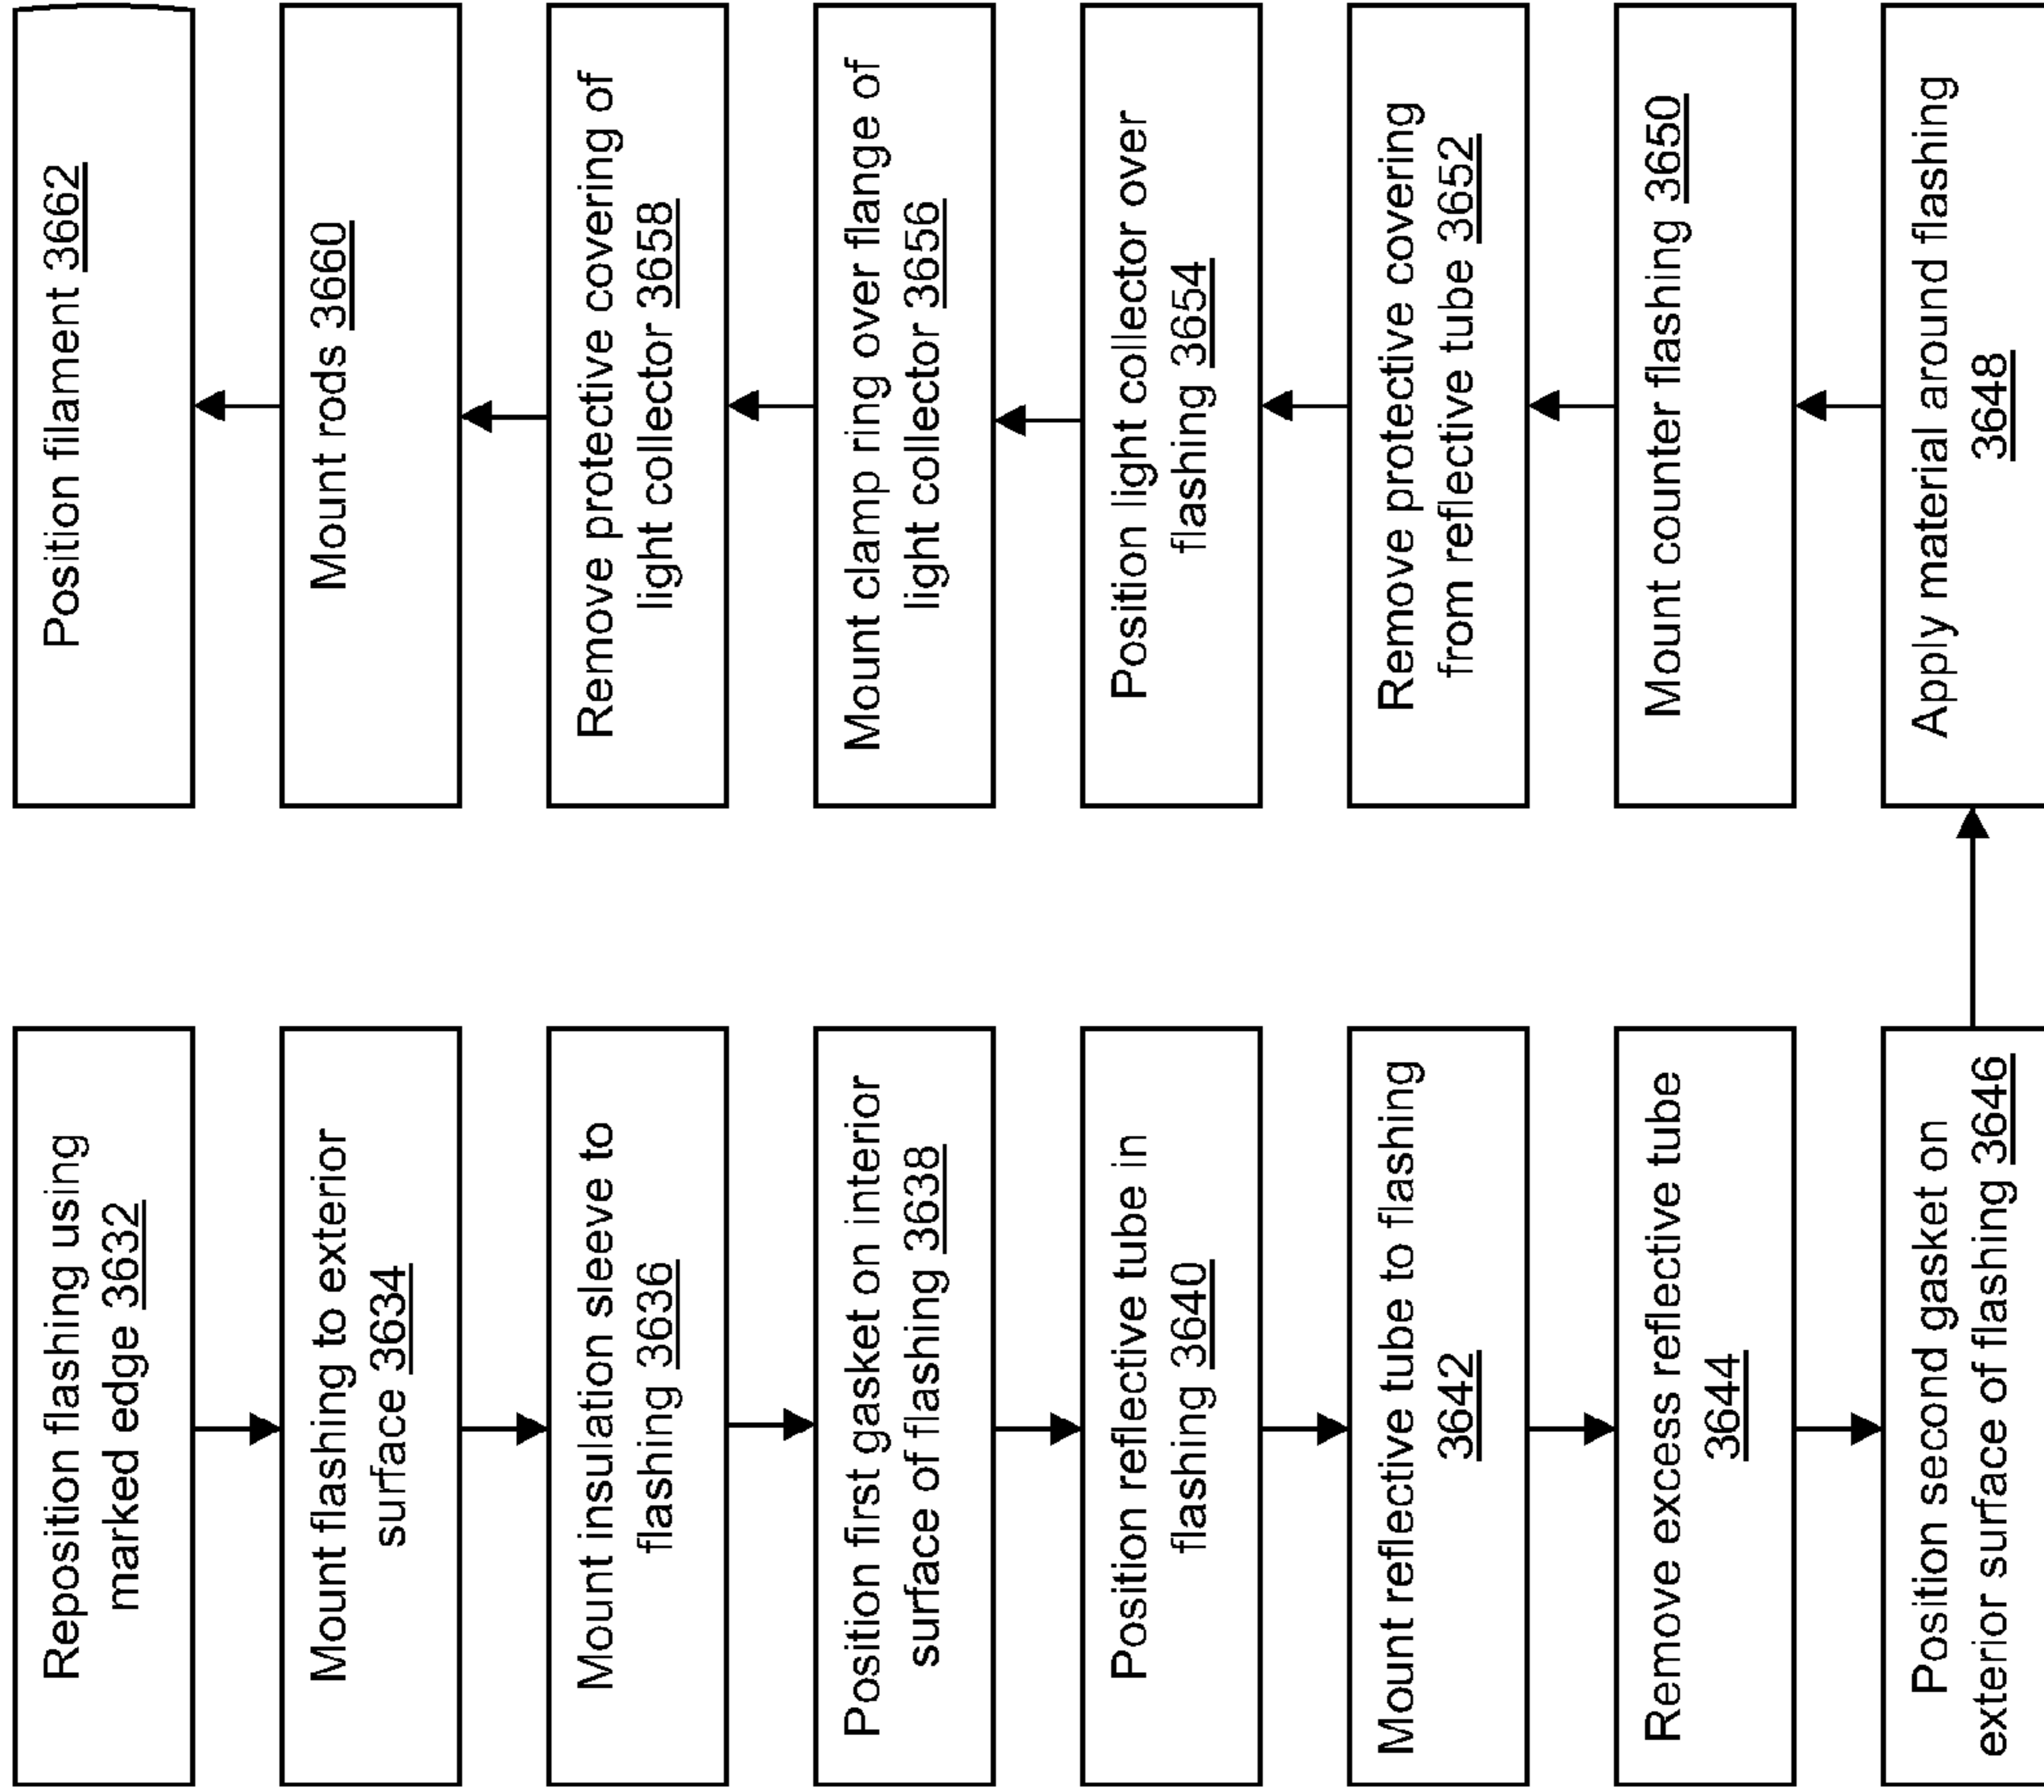 Reposition flashing using
marked edge 3632
Mount flashing to exterior
surface 3634
Mount insulation sleeve to
flashing 3636
Position first gasket on interior
surface of flashing 3638
Position reflective tube in
flashing 3640
Mount reflective tube to flashing
3642
Remove excess reflective tube
3644
Position second gasket on
exterior surface of flashing 3646
Apply material around flashing
3648
Mount counter flashing 3650
Remove protective covering
from reflective tube 3652
Position light collector over
flashing 3654
Mount clamp ring over flange of
light collector 3656
Remove protective covering of
light collector 3658
Mount rods 3660
Position filament 3662